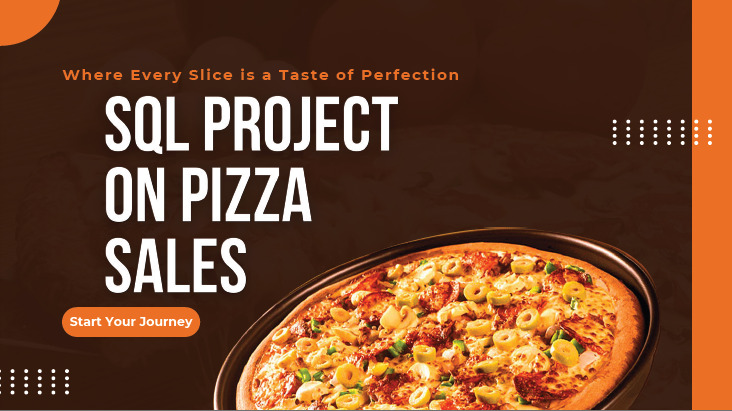 Where Every Slice is a Taste of Perfection
SQL PROJECT
ON PIZZA
SALES
Start Your Journey